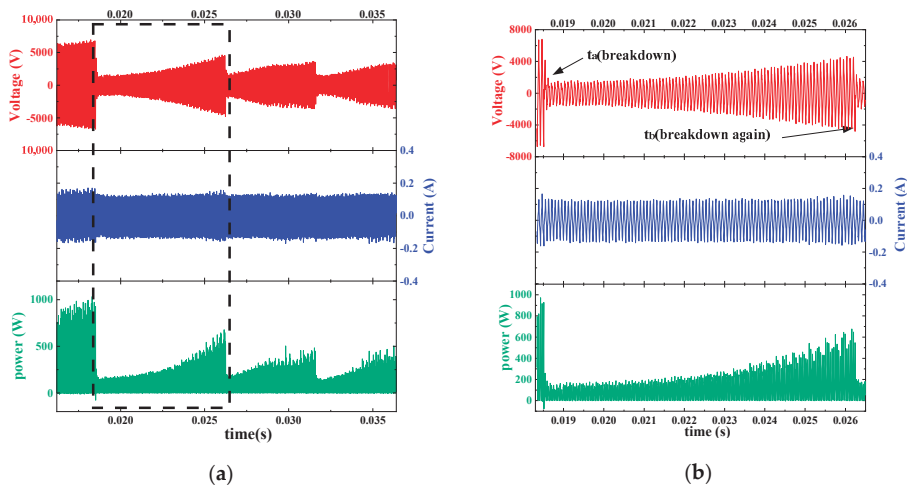 0.020 0.025 0.030 0.035
10,000
5000
0
-5000
10,000
Voltage (V)
0.4
0.2
0.0
-0.2
-0.4
Current (A)
1000
500
0
power (W)
0.020 0.025 0.030 0.035
time(s)
(a)
0.019 0.020 0.021 0.022 0.023 0.024 0.025 0.026
8000
4000
0
-4000
-8000
Voltage (V)
ta(breakdown)
tb(breakdown again)
0.4
0.2
0.0
-0.2
-0.4
Current (A)
1000
800
600
400
200
0
power (W)
0.019 0.020 0.021 0.022 0.023 0.024 0.025 0.026
time (s)
(b)